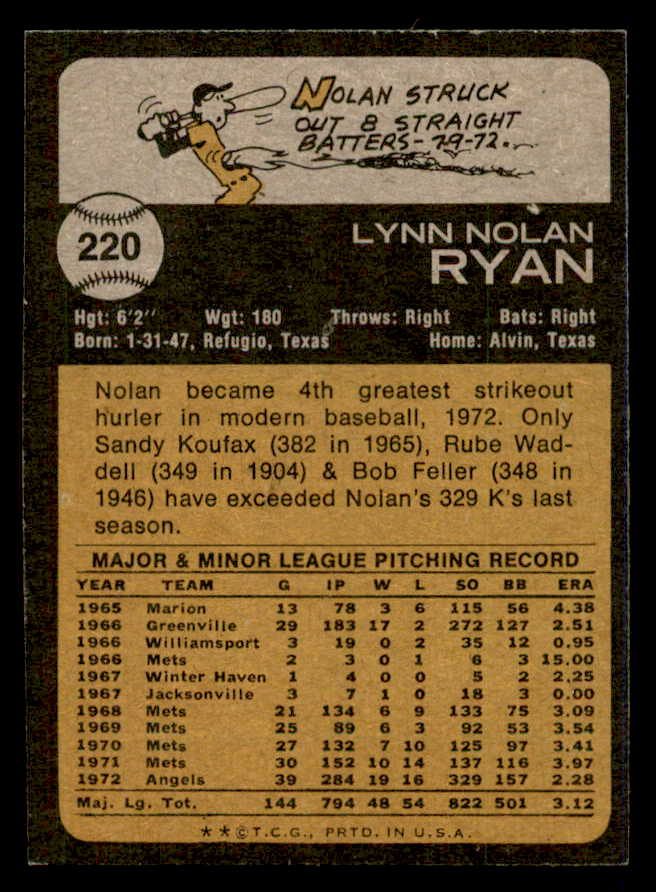 NOLAN STRUCK
OUT 8 STRAIGHT
BATTERS-7-9-72.
220
LYNN NOLAN
RYAN
Hgt: 6'2" Wgt: 180 Throws: Right Bats: Right
Born: 1-31-47, Refugio, Texas Home: Alvin, Texas
Nolan became 4th greatest strikeout
hurler in modern baseball, 1972. Only
Sandy Koufax (382 in 1965), Rube Wad-
dell (349 in 1904) & Bob Feller (348 in
1946) have exceeded Nolan's 329 K's last
season.
MAJOR & MINOR LEAGUE PITCHING RECORD
YEAR TEAM G IP W L SO BB ERA
1965 Marion 13 78 3 6 115 56 4.38
1966 Greenville 29 183 17 2 272 127 2.51
1966 Williamsport 3 19 0 2 35 12 0.95
1966 Mets 2 3 0 1 6 3 15.00
1967 Winter Haven 1 4 0 0 5 2 2.25
1967 Jacksonville 3 7 1 0 18 3 0.00
1968 Mets 21 134 6 9 133 75 3.09
1969 Mets 25 89 6 3 92 53 3.54
1970 Mets 27 132 7 10 125 97 3.41
1971 Mets 30 152 10 14 137 116 3.97
1972 Angels 39 284 19 16 329 157 2.28
Maj. Lg. Tot. 144 794 48 54 822 501 3.12
**©T.C.G., PRTD. IN U.S.A.